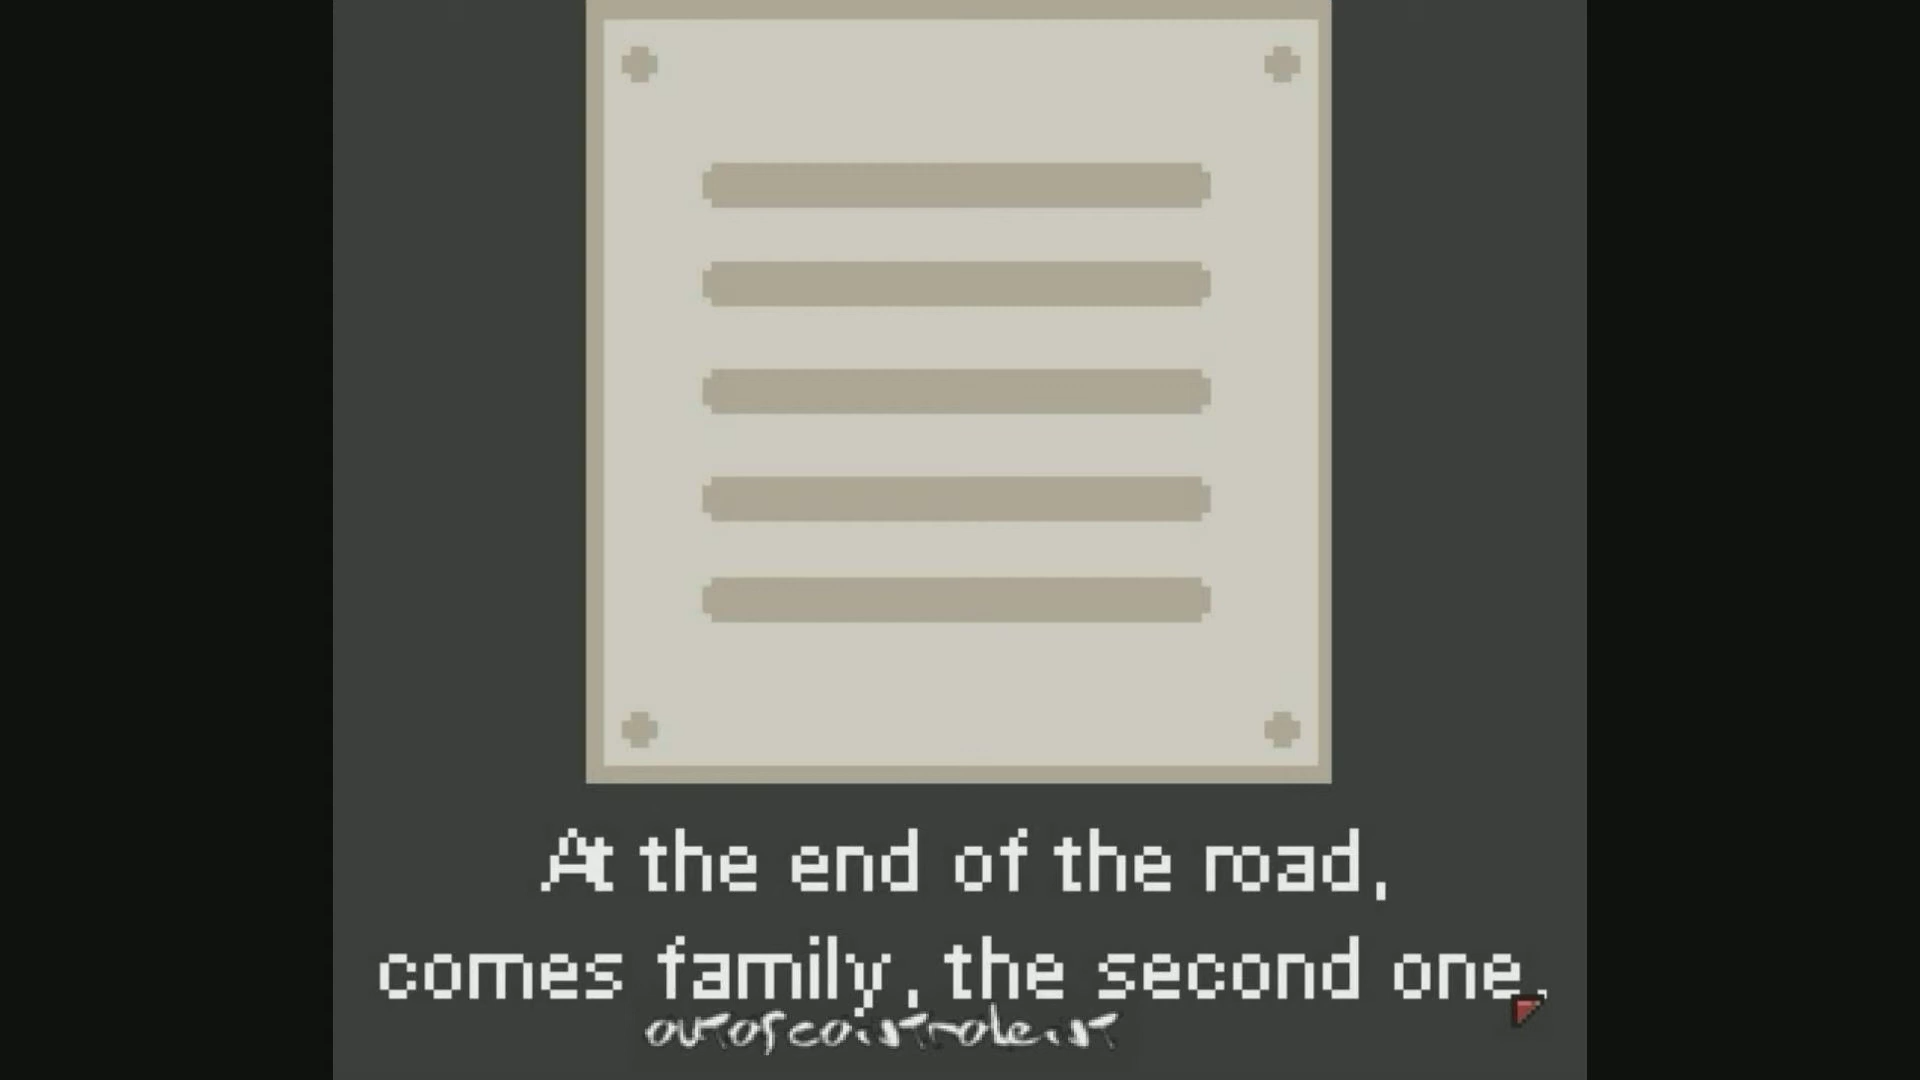 At the end of the road,
comes family, the second one.